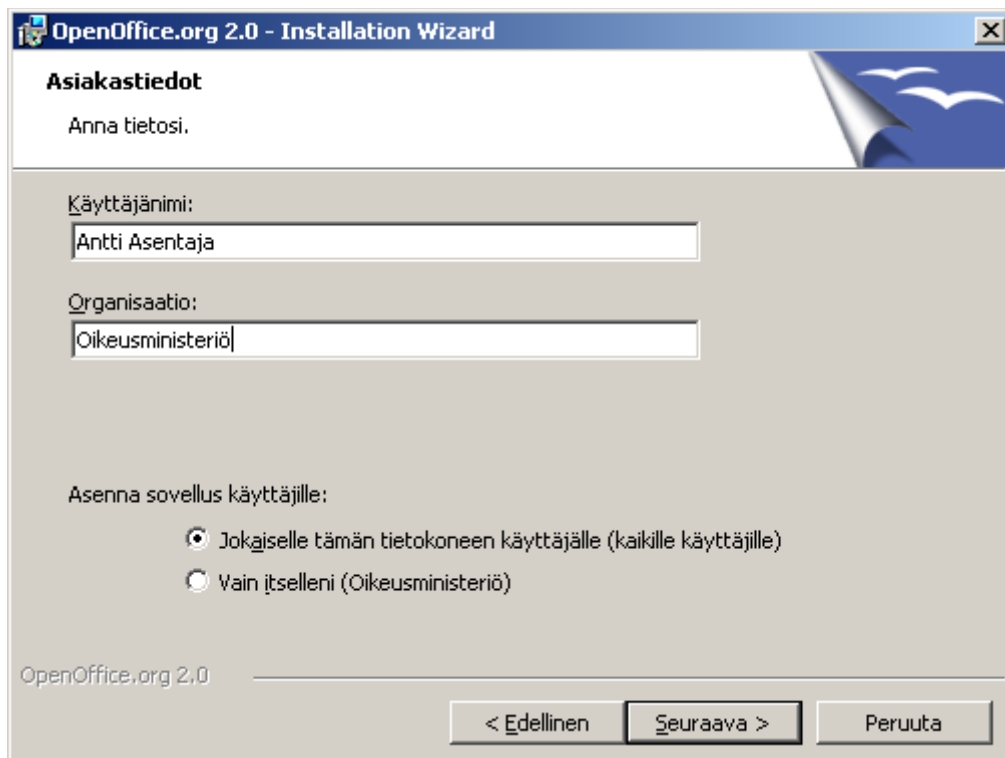 OpenOffice.org 2.0 - Installation Wizard
Asiakastiedot
Anna tietosi.
Käyttäjänimi:
Antti Asentaja
Organisaatio:
Oikeusministeriö
Asenna sovellus käyttäjille:
Jokaiselle tämän tietokoneen käyttäjälle (kaikille käyttäjille)
Vain itselleni (Oikeusministeriö)
OpenOffice.org 2.0
< Edellinen Seuraava > Peruuta